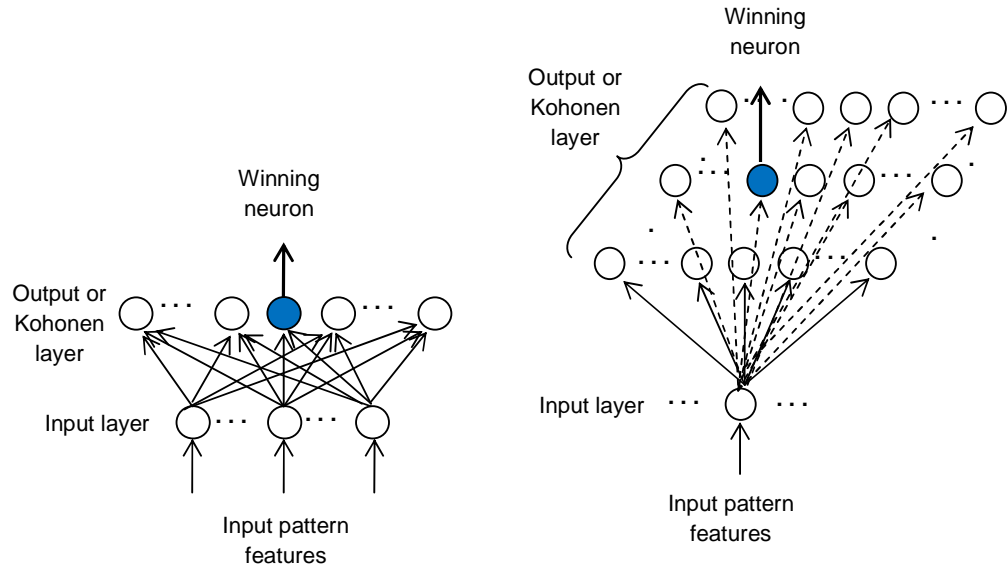 Winning
neuron
Output or
Kohonen
layer
Input layer
Input pattern
features
Winning
neuron
Output or
Kohonen
layer
Input layer
Input pattern
features